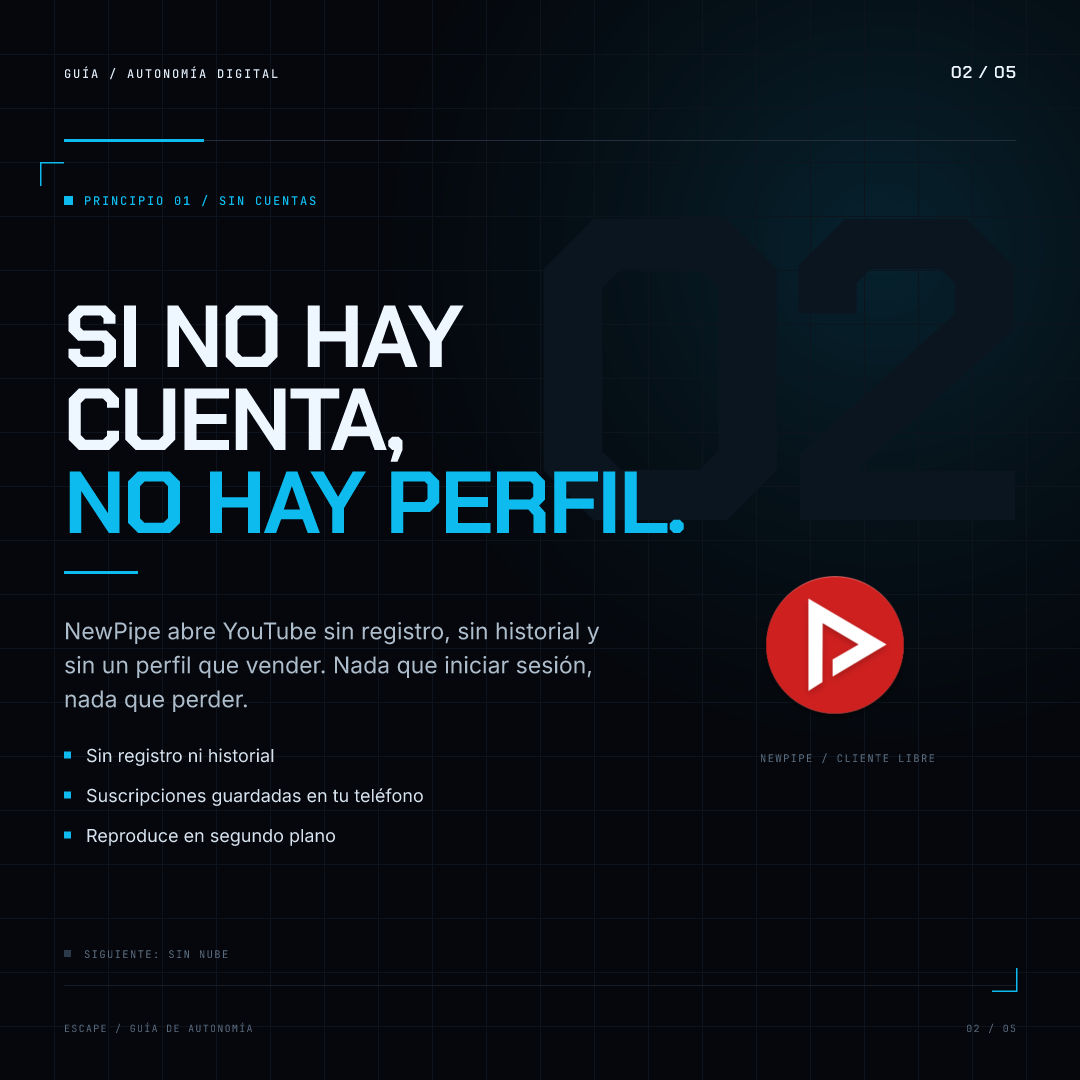 GUÍA / AUTONOMÍA DIGITAL
02 / 05
PRINCIPIO 01 / SIN CUENTAS
02
SI NO HAY
CUENTA,
NO HAY PERFIL.
NewPipe abre YouTube sin registro, sin historial y
sin un perfil que vender. Nada que iniciar sesión,
nada que perder.
Sin registro ni historial
Suscripciones guardadas en tu teléfono
Reproduce en segundo plano
NEWPIPE / CLIENTE LIBRE
SIGUIENTE: SIN NUBE
ESCAPE / GUÍA DE AUTONOMÍA
02 / 05